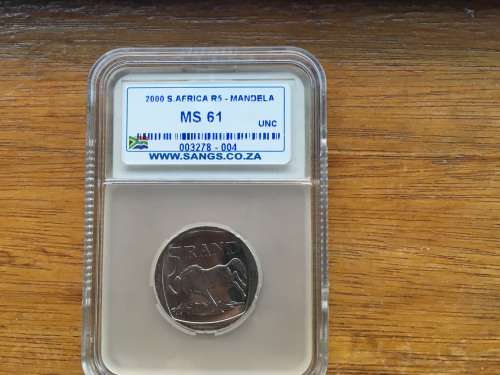 2000 S.AFRICA R5 - MANDELA
MS 61
UNC
003278 - 004
WWW.SANGS.CO.ZA
5 RAND